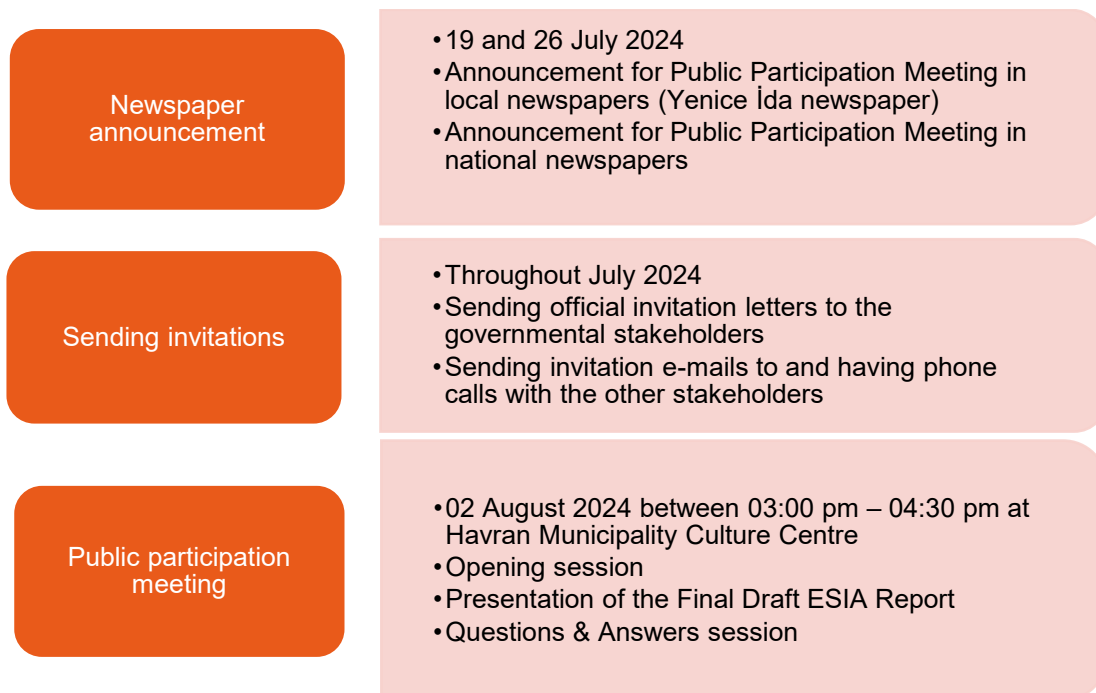 Newspaper
announcement
•19 and 26 July 2024
•Announcement for Public Participation Meeting in
local newspapers (Yenice İda newspaper)
•Announcement for Public Participation Meeting in
national newspapers
Sending invitations
•Throughout July 2024
•Sending official invitation letters to the
governmental stakeholders
•Sending invitation e-mails to and having phone
calls with the other stakeholders
Public participation
meeting
•02 August 2024 between 03:00 pm – 04:30 pm at
Havran Municipality Culture Centre
•Opening session
•Presentation of the Final Draft ESIA Report
•Questions & Answers session